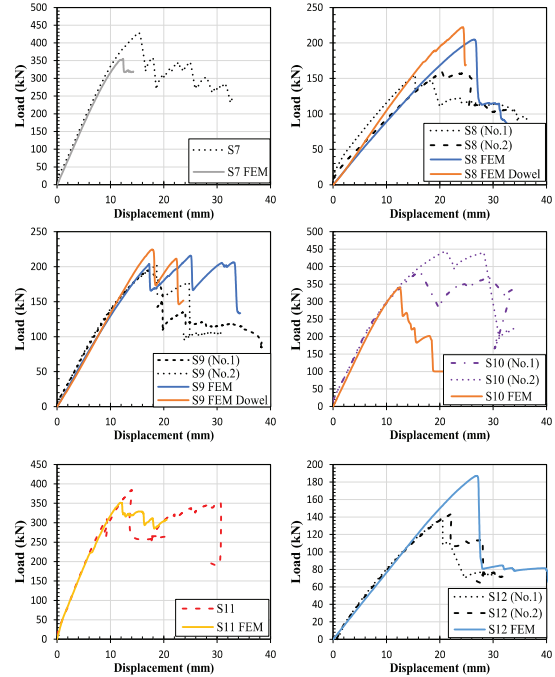 500
450
400
350
300
250
200
150
100
50
0
Load (kN)
S7
S7 FEM
0 10 20 30 40
Displacement (mm)
250
200
150
100
50
0
Load (kN)
S8 (No.1)
S8 (No.2)
S8 FEM
S8 FEM Dowel
0 10 20 30 40
Displacement (mm)
250
200
150
100
50
0
Load (kN)
S9 (No.1)
S9 (No.2)
S9 FEM
S9 FEM Dowel
0 10 20 30 40
Displacement (mm)
500
450
400
350
300
250
200
150
100
50
0
Load (kN)
S10 (No.1)
S10 (No.2)
S10 FEM
0 10 20 30 40
Displacement (mm)
450
400
350
300
250
200
150
100
50
0
Load (kN)
S11
S11 FEM
0 10 20 30 40
Displacement (mm)
200
180
160
140
120
100
80
60
40
20
0
Load (kN)
S12 (No.1)
S12 (No.2)
S12 FEM
0 10 20 30 40
Displacement (mm)